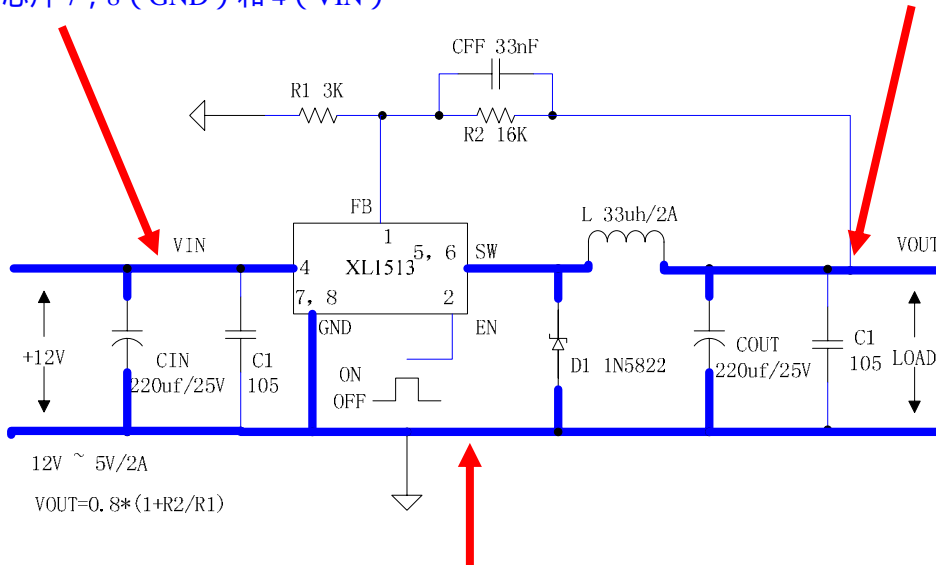 芯片 7，8（GND）和 4（VIN）
CFF 33nF
R1 3K
R2 16K
FB
L 33uh/2A
VIN
1
5, 6
SW
VOUT
4
XL1513
7, 8
2
GND
EN
+12V
CIN
220uf/25V
C1
105
ON
OFF
D1 1N5822
COUT
220uf/25V
C1
105
LOAD
12V ~ 5V/2A
VOUT=0.8*(1+R2/R1)